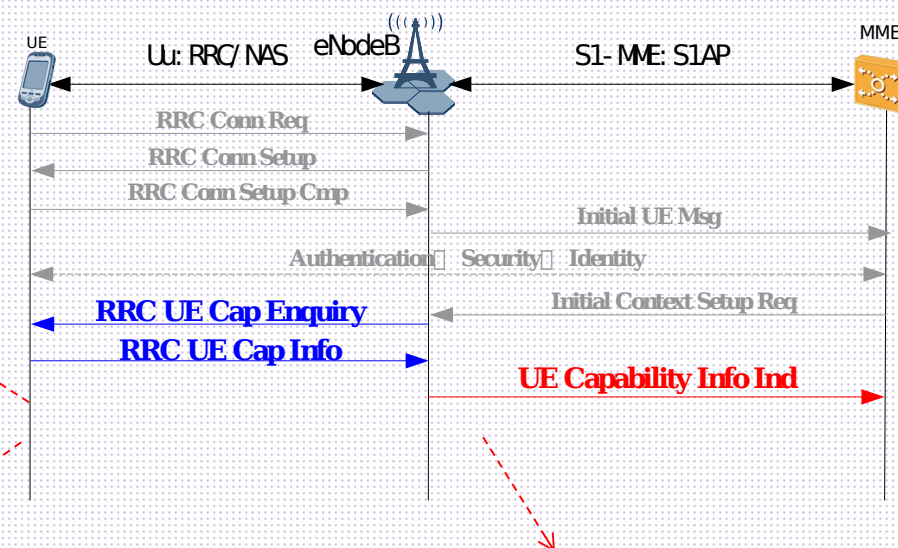 UE
eNodeB
MME
Uu: RRC/NAS
S1-MME: S1AP
RRC Conn Req
RRC Conn Setup
RRC Conn Setup Cmp
Initial UE Msg
Authentication Security Identity
Initial Context Setup Req
RRC UE Cap Enquiry
RRC UE Cap Info
UE Capability Info Ind